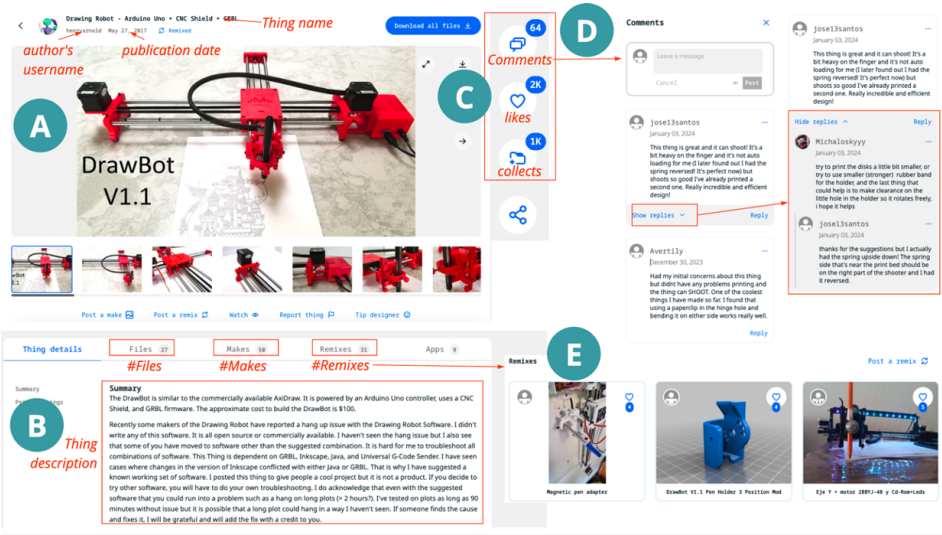 Drawing Robot - Arduino Uno + CNC Shield + GRBL
Thing name
henryarnold May 27, 2017 Remixed
Download all files
author's
username
publication date
A
DrawBot
V1.1
C
64
Comments
2K
likes
1K
collects
Post a make
Post a remix
Watch
Report thing
Tip designer
Thing details
Files 27
Makes 50
Remixes 31
Apps 9
#Files
#Makes
#Remixes
Summary
B
Thing
description
Summary
The DrawBot is similar to the commercially available AxiDraw. It is powered by an Arduino Uno controller, uses a CNC
Shield, and GRBL firmware. The approximate cost to build the DrawBot is $100.
Recently some makers of the Drawing Robot have reported a hang up issue with the Drawing Robot Software. I didn't
write any of this software. It is all open source or commercially available. I haven't seen the hang issue but I also see
that some of you have moved to software other than the suggested combination. It is hard for me to troubleshoot all
combinations of software. This Thing is dependent on GRBL, Inkscape, Java, and Universal G-Code Sender. I have seen
cases where changes in the version of Inkscape conflicted with either Java or GRBL. That is why I have suggested a
known working set of software. I posted this thing to give people a cool project but it is not a product. If you decide to
try other software, you will have to do your own troubleshooting. I do acknowledge that even with the suggested
software that you could run into a problem such as a hang on long plots (> 2 hours?). I've tested on plots as long as 90
minutes without issue but it is possible that a long plot could hang in a way I haven't seen. If someone finds the cause
and fixes it, I will be grateful and will add the fix with a credit to you.
D
Comments
Leave a message
Cancel
Post
jose13santos
January 03, 2024
This thing is great and it can shoot! It's a
bit heavy on the finger and it's not auto
loading for me (I later found out I had the
spring reversed! It's perfect now) but
shoots so good I've already printed a
second one. Really incredible and efficient
design!
Show replies
Reply
Avertily
December 30, 2023
Had my initial concerns about this thing
but didnt have any problems printing and
the thing can SHOOT. One of the coolest
things I have made so far. I found that
using a paperclip in the hinge hole and
bending it on either side works really well.
Reply
jose13santos
January 03, 2024
This thing is great and it can shoot! It's a
bit heavy on the finger and it's not auto
loading for me (I later found out I had the
spring reversed! It's perfect now) but
shoots so good I've already printed a
second one. Really incredible and efficient
design!
Hide replies
Reply
Michaloskyyy
January 03, 2024
try to print the disks a little bit smaller, or
try to use smaller (stronger) rubber band
for the holder, and the last thing that
could help is to make clearance on the
little hole in the holder so it rotates freely,
i hope it helps
jose13santos
January 03, 2024
thanks for the suggestions but I actually
had the spring upside down! The spring
side that's near the print bed should be
on the right part of the shooter and I had
it reversed.
E
Remixes
Post a remix
4
4
5
Magnetic pen adapter
DrawBot V1.1 Pen Holder 3 Position Mod
Eje Y + motor 28BYJ-48 y Cd-Rom+Leds